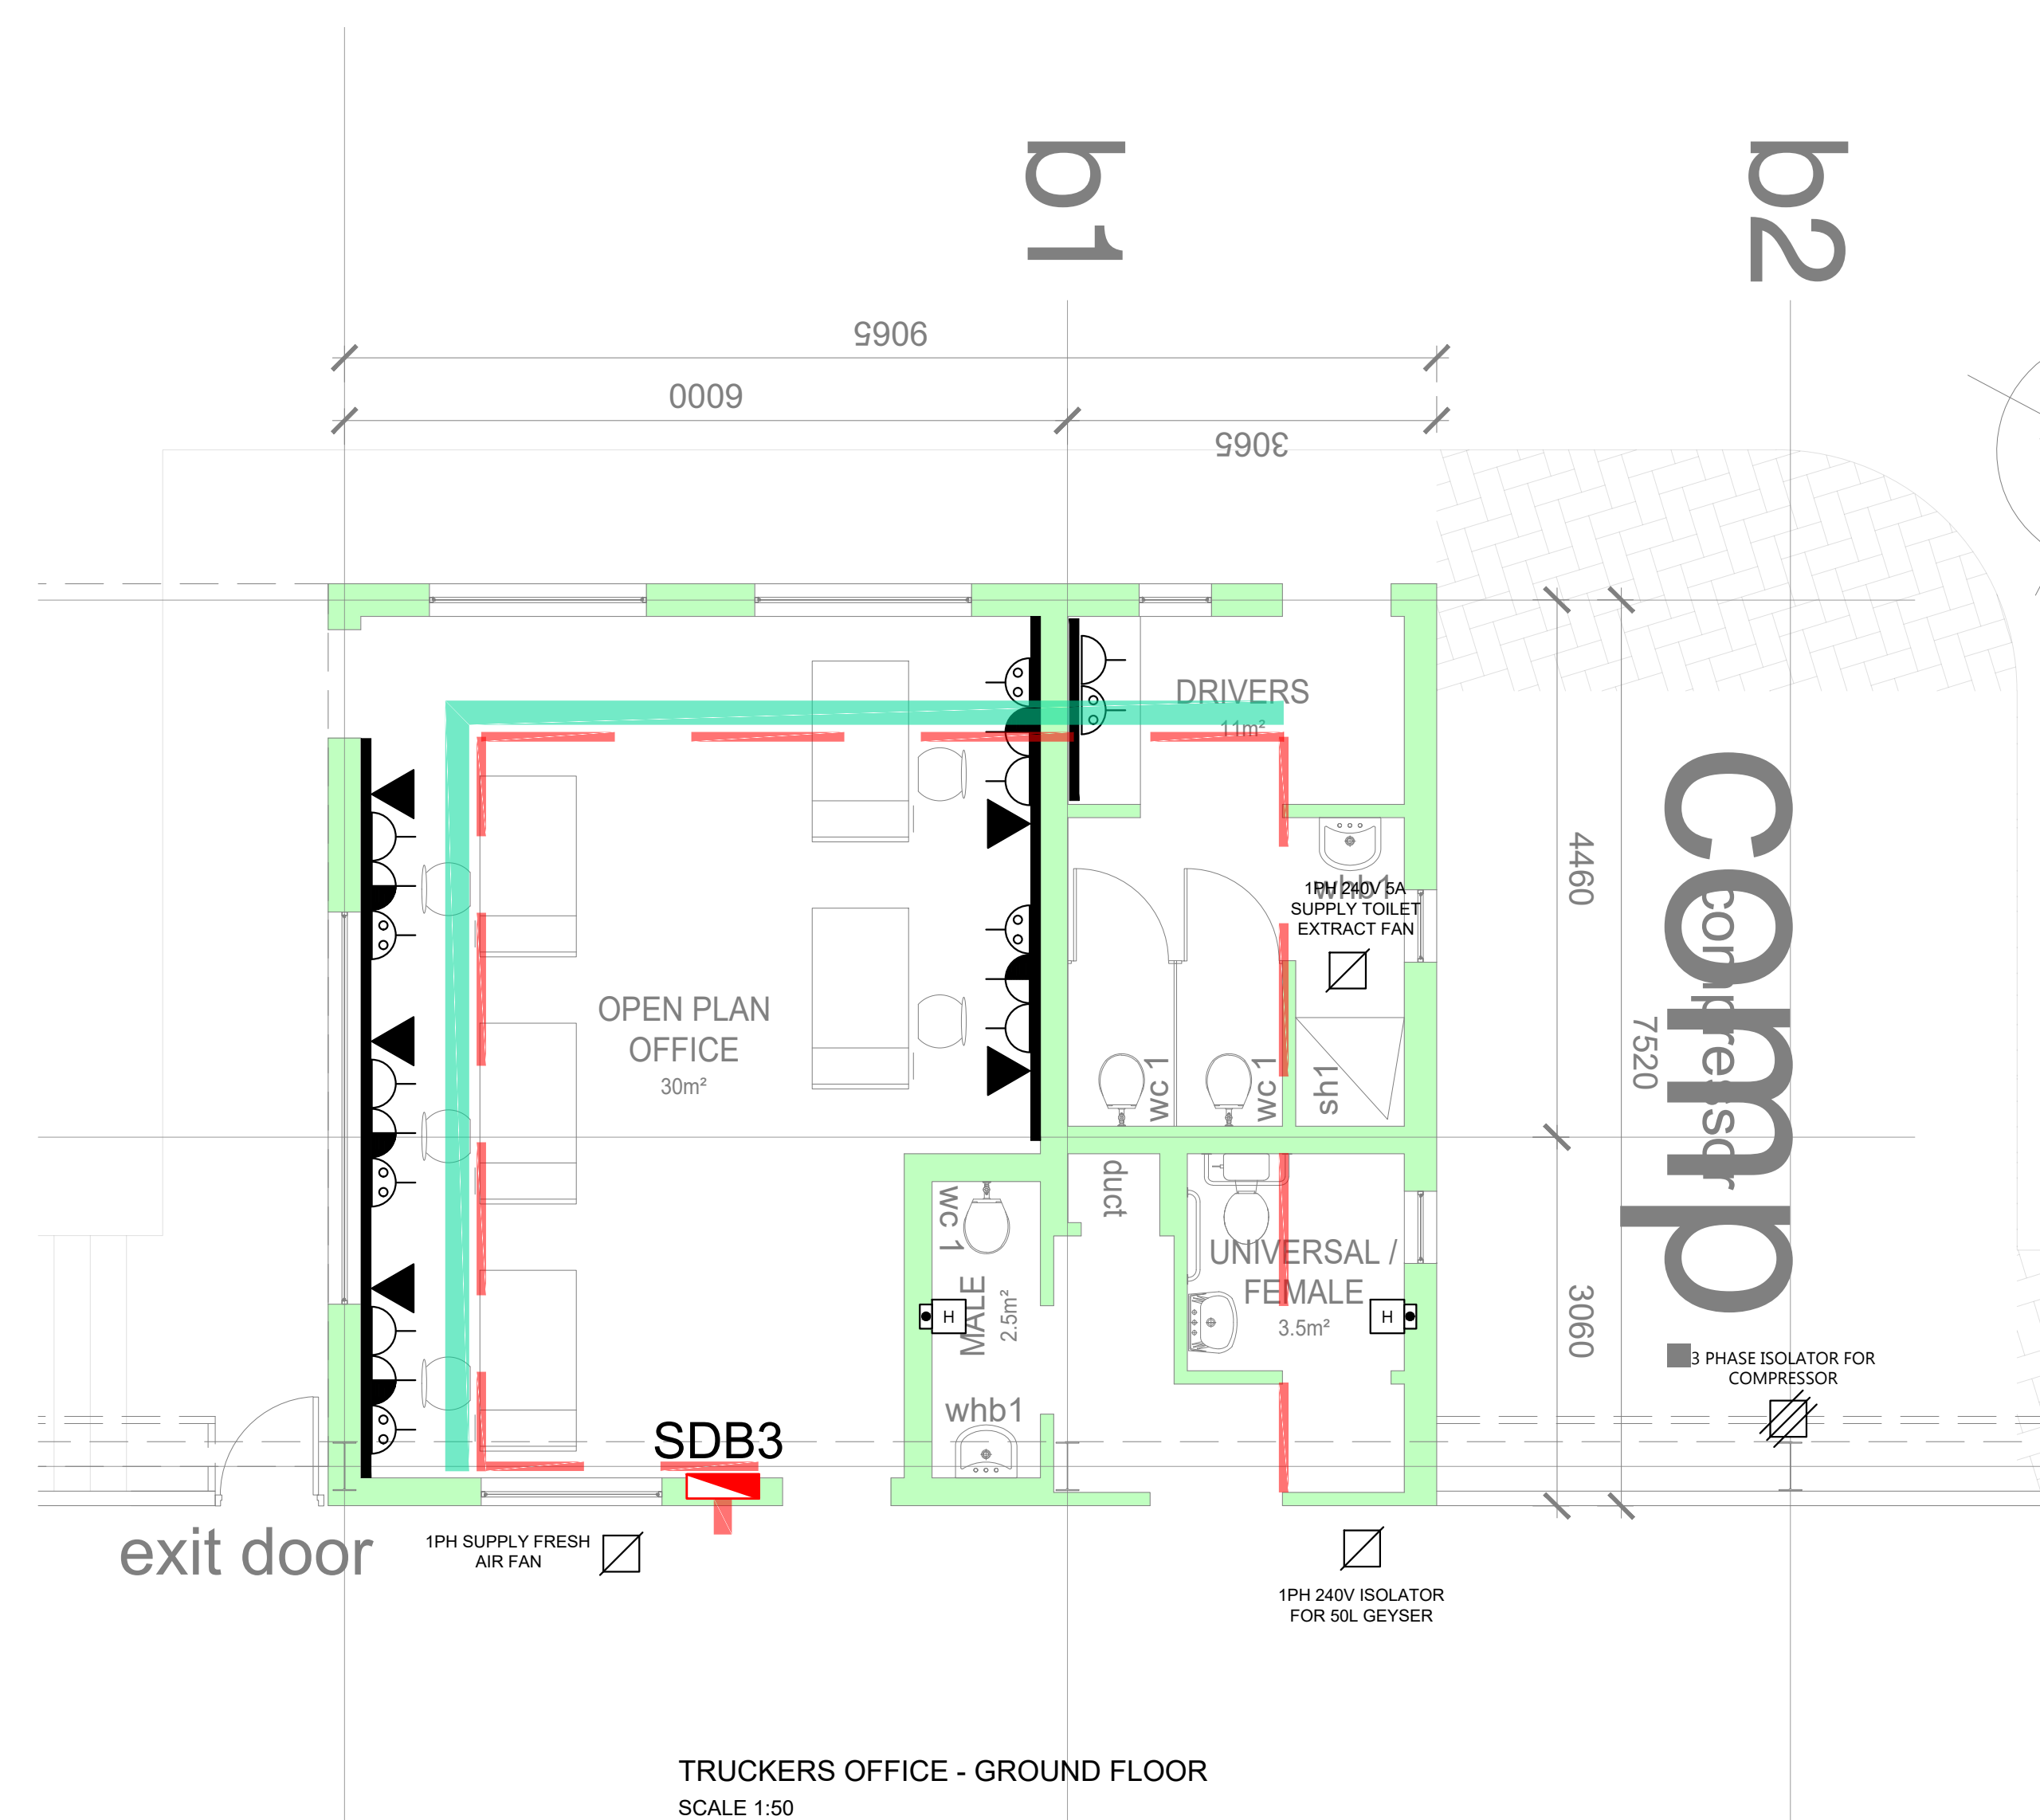 b1
b2
9065
6000
3065
DRIVERS
11m²
whb1
1PH 240V 5A
SUPPLY TOILET
EXTRACT FAN
OPEN PLAN
OFFICE
30m²
wc 1
wc 1
sh1
4460
7520
comp
compressor
duct
wc 1
MALE
2.5m²
H
UNIVERSAL /
FEMALE
3.5m²
H
3060
3 PHASE ISOLATOR FOR
COMPRESSOR
whb1
SDB3
exit door
1PH SUPPLY FRESH
AIR FAN
1PH 240V ISOLATOR
FOR 50L GEYSER
TRUCKERS OFFICE - GROUND FLOOR
SCALE 1:50